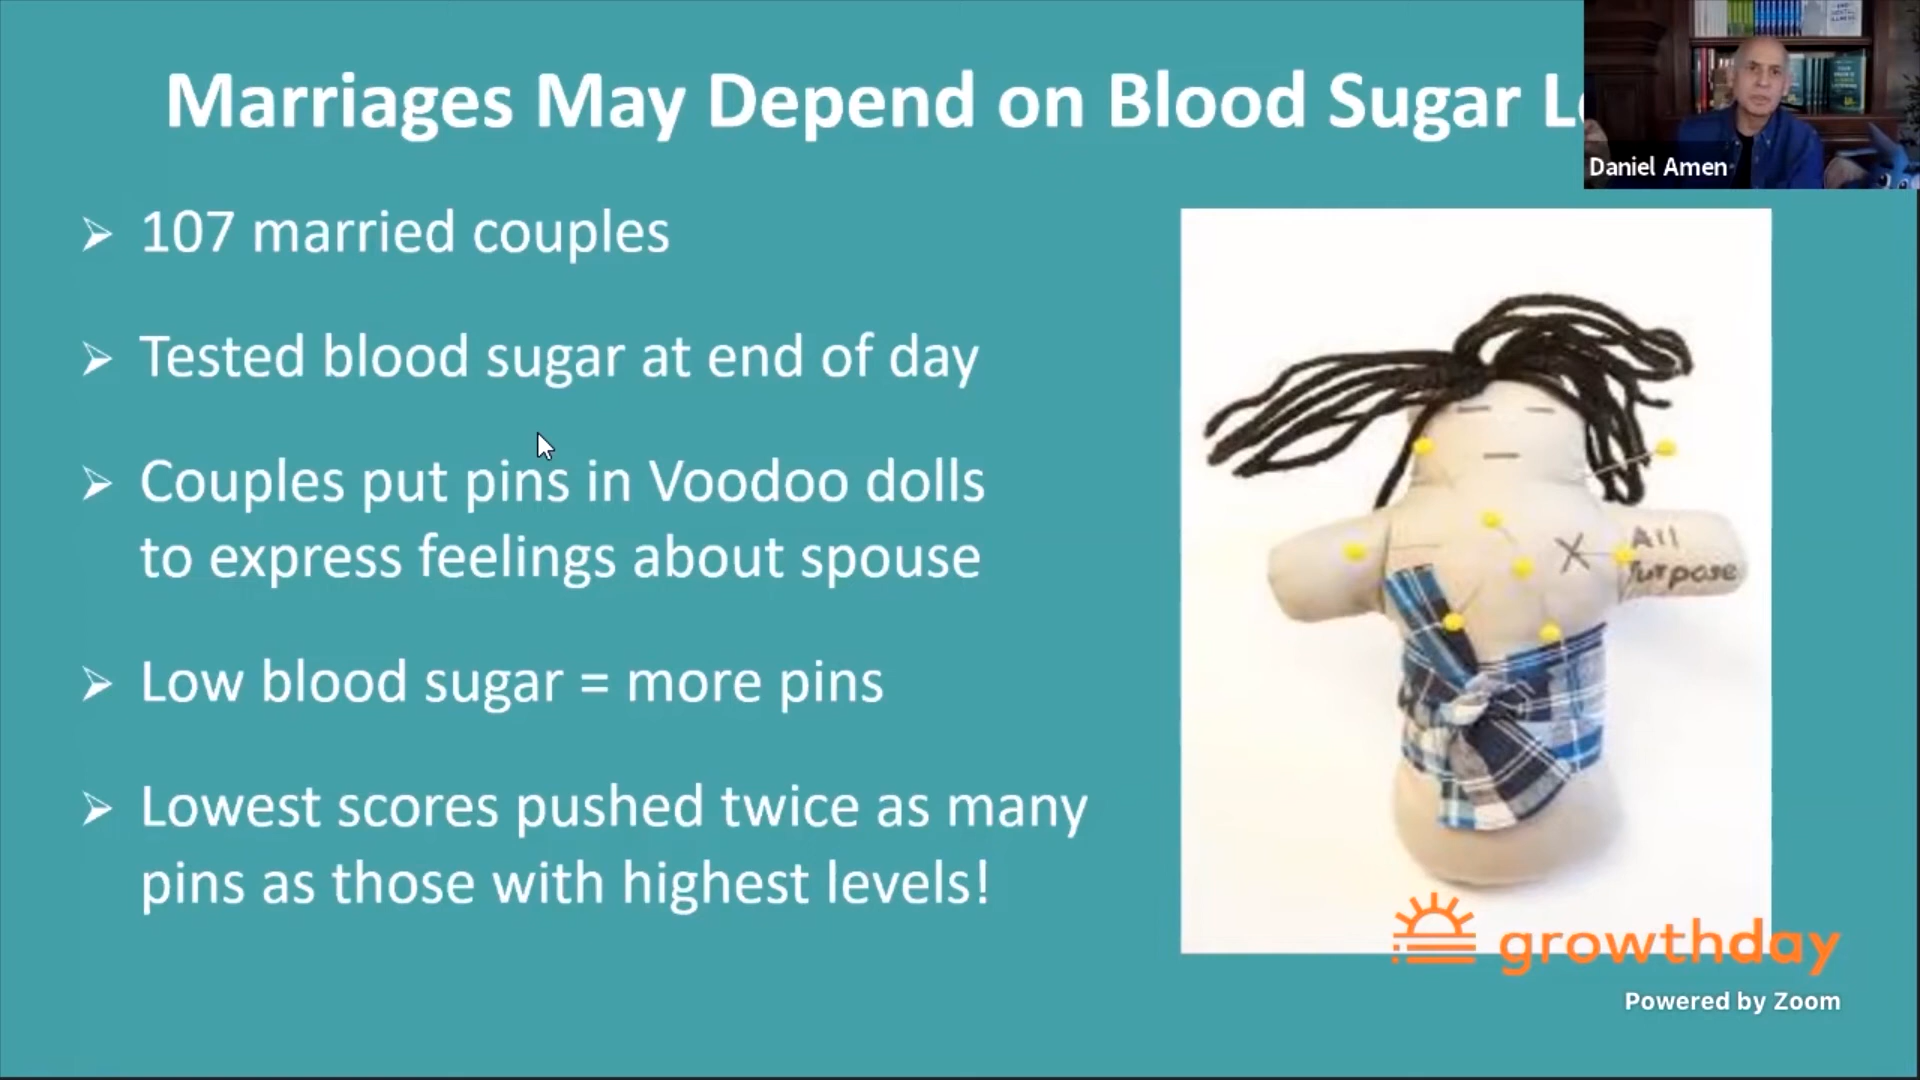 Marriages May Depend on Blood Sugar
Daniel Amen
➢ 107 married couples
➢ Tested blood sugar at end of day
➢ Couples put pins in Voodoo dolls
to express feelings about spouse
➢ Low blood sugar = more pins
➢ Lowest scores pushed twice as many
pins as those with highest levels!
X
All
Purpose
growthday
Powered by Zoom